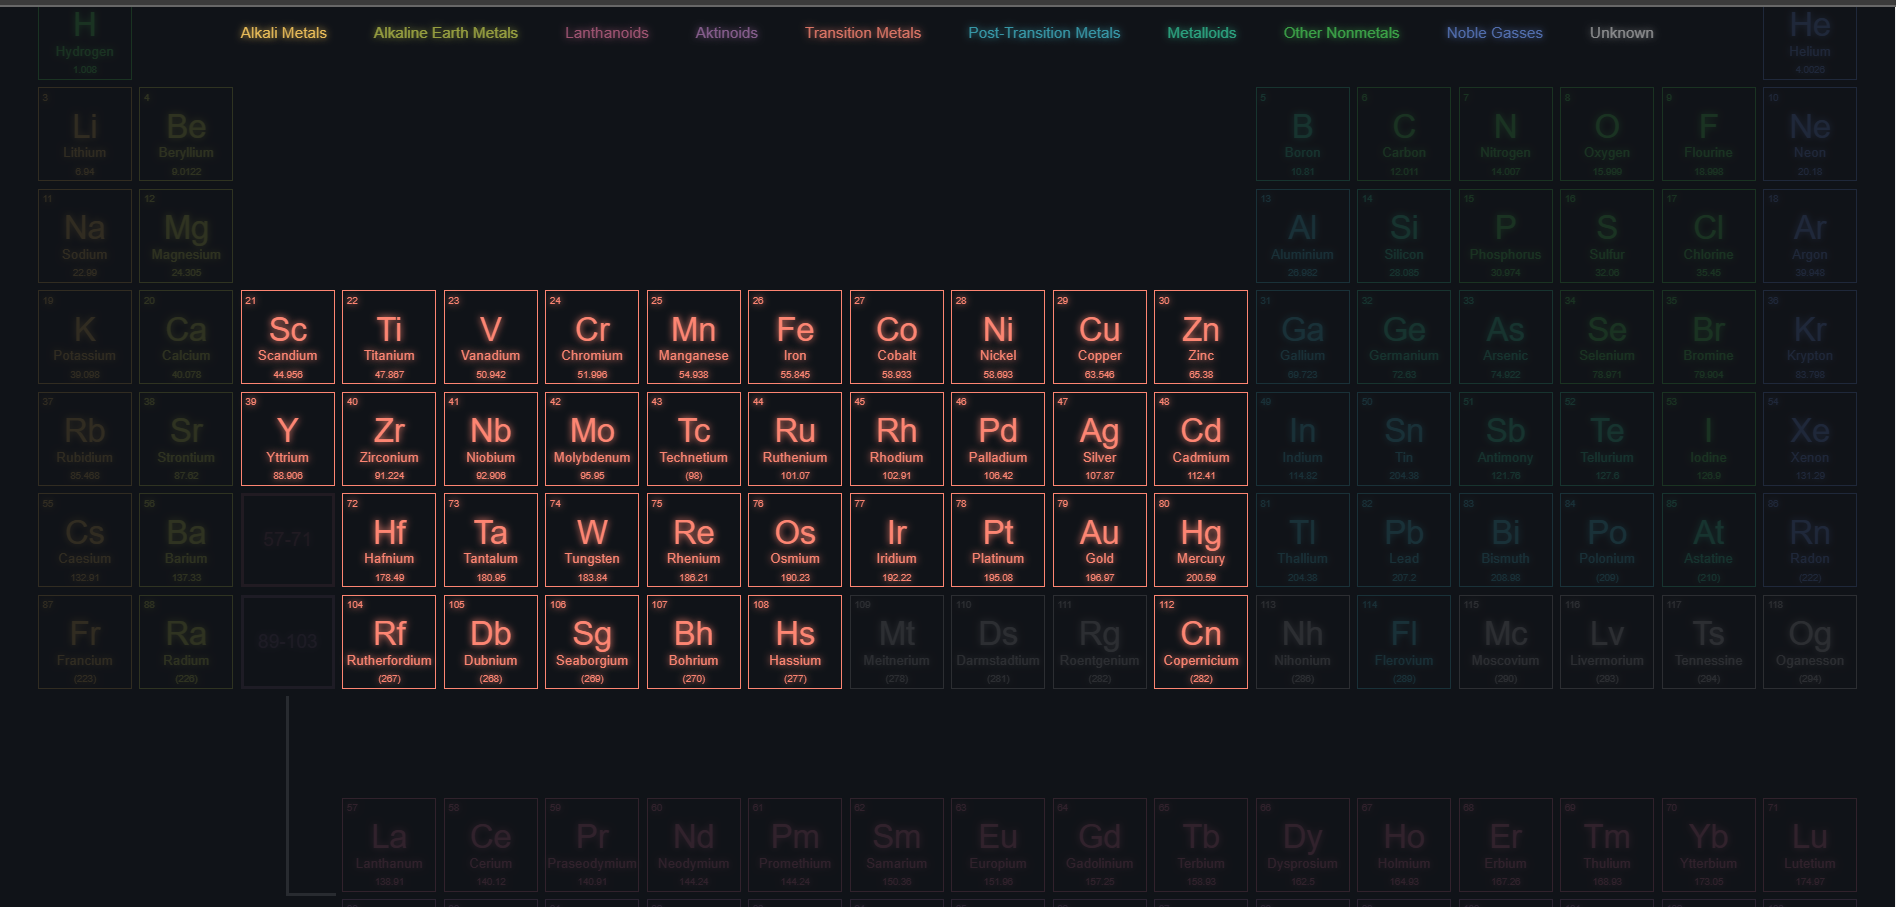 H
Hydrogen
1.008
Alkali Metals
Alkaline Earth Metals
Lanthanoids
Aktinoids
Transition Metals
Post-Transition Metals
Metalloids
Other Nonmetals
Noble Gasses
Unknown
He
Helium
4.0026
3
Li
Lithium
6.94
4
Be
Beryllium
9.0122
5
B
Boron
10.81
6
C
Carbon
12.011
7
N
Nitrogen
14.007
8
O
Oxygen
15.999
9
F
Flourine
18.998
10
Ne
Neon
20.18
11
Na
Sodium
22.99
12
Mg
Magnesium
24.305
13
Al
Aluminium
26.982
14
Si
Silicon
28.085
15
P
Phosphorus
30.974
16
S
Sulfur
32.06
17
Cl
Chlorine
35.45
18
Ar
Argon
39.948
19
K
Potassium
39.098
20
Ca
Calcium
40.078
21
Sc
Scandium
44.956
22
Ti
Titanium
47.867
23
V
Vanadium
50.942
24
Cr
Chromium
51.996
25
Mn
Manganese
54.938
26
Fe
Iron
55.845
27
Co
Cobalt
58.933
28
Ni
Nickel
58.693
29
Cu
Copper
63.546
30
Zn
Zinc
65.38
31
Ga
Gallium
69.723
32
Ge
Germanium
72.63
33
As
Arsenic
74.922
34
Se
Selenium
78.971
35
Br
Bromine
79.904
36
Kr
Krypton
83.798
37
Rb
Rubidium
85.468
38
Sr
Strontium
87.62
39
Y
Yttrium
88.906
40
Zr
Zirconium
91.224
41
Nb
Niobium
92.906
42
Mo
Molybdenum
95.95
43
Tc
Technetium
(98)
44
Ru
Ruthenium
101.07
45
Rh
Rhodium
102.91
46
Pd
Palladium
106.42
47
Ag
Silver
107.87
48
Cd
Cadmium
112.41
49
In
Indium
114.82
50
Sn
Tin
204.38
51
Sb
Antimony
121.76
52
Te
Tellurium
127.6
53
I
Iodine
126.9
54
Xe
Xenon
131.29
55
Cs
Caesium
132.91
56
Ba
Barium
137.33
57-71
72
Hf
Hafnium
178.49
73
Ta
Tantalum
180.95
74
W
Tungsten
183.84
75
Re
Rhenium
186.21
76
Os
Osmium
190.23
77
Ir
Iridium
192.22
78
Pt
Platinum
195.08
79
Au
Gold
196.97
80
Hg
Mercury
200.59
81
Tl
Thallium
204.38
82
Pb
Lead
207.2
83
Bi
Bismuth
208.98
84
Po
Polonium
(209)
85
At
Astatine
(210)
86
Rn
Radon
(222)
87
Fr
Francium
(223)
88
Ra
Radium
(226)
89-103
104
Rf
Rutherfordium
(267)
105
Db
Dubnium
(268)
106
Sg
Seaborgium
(269)
107
Bh
Bohrium
(270)
108
Hs
Hassium
(277)
109
Mt
Meitnerium
(278)
110
Ds
Darmstadtium
(281)
111
Rg
Roentgenium
(282)
112
Cn
Copernicium
(282)
113
Nh
Nihonium
(286)
114
Fl
Flerovium
(289)
115
Mc
Moscovium
(290)
116
Lv
Livermorium
(293)
117
Ts
Tennessine
(294)
118
Og
Oganesson
(294)
57
La
Lanthanum
138.91
58
Ce
Cerium
140.12
59
Pr
Praseodymium
140.91
60
Nd
Neodymium
144.24
61
Pm
Promethium
144.24
62
Sm
Samarium
150.36
63
Eu
Europium
151.96
64
Gd
Gadolinium
157.25
65
Tb
Terbium
158.93
66
Dy
Dysprosium
162.5
67
Ho
Holmium
164.93
68
Er
Erbium
167.26
69
Tm
Thulium
168.93
70
Yb
Ytterbium
173.05
71
Lu
Lutetium
174.97